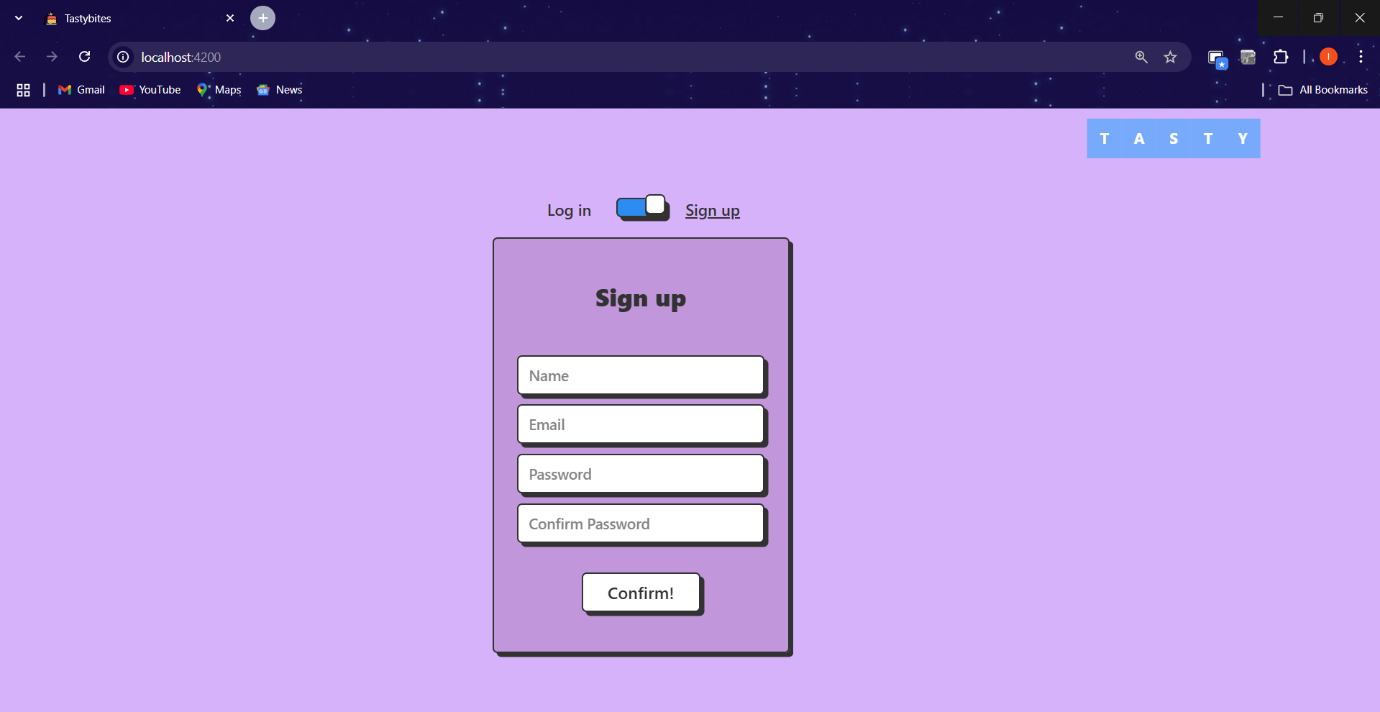 Tastybites
localhost:4200
Gmail YouTube Maps News All Bookmarks
T A S T Y
Log in Sign up
Sign up
Name
Email
Password
Confirm Password
Confirm!